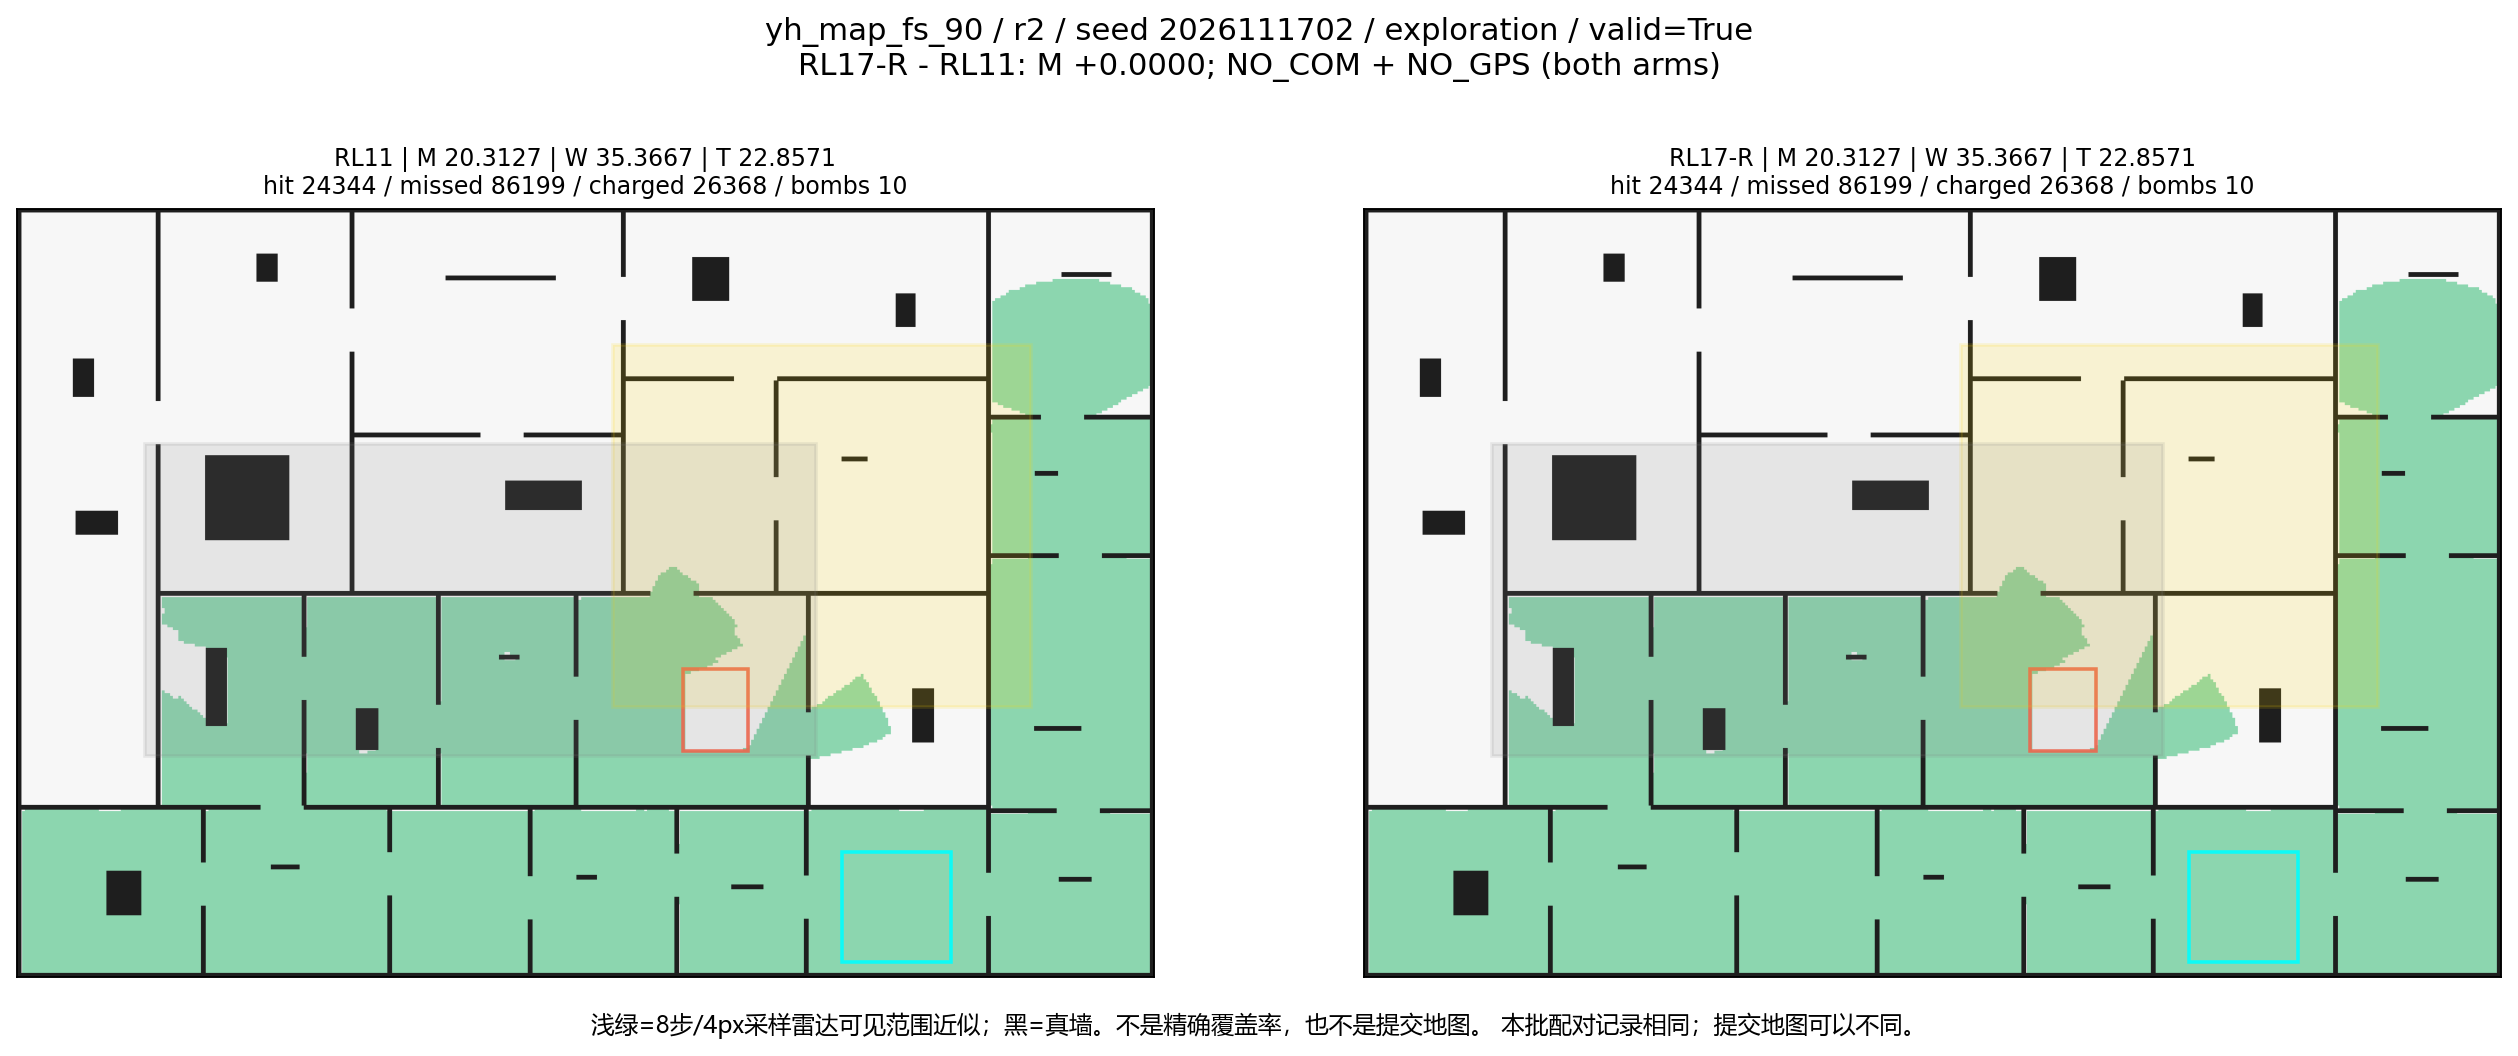 yh_map_fs_90 / r2 / seed 2026111702 / exploration / valid=True
RL17-R - RL11: M +0.0000; NO_COM + NO_GPS (both arms)
RL11 | M 20.3127 | W 35.3667 | T 22.8571
hit 24344 / missed 86199 / charged 26368 / bombs 10
RL17-R | M 20.3127 | W 35.3667 | T 22.8571
hit 24344 / missed 86199 / charged 26368 / bombs 10
浅绿=8步/4px采样雷达可见范围近似；黑=真墙。不是精确覆盖率，也不是提交地图。 本批配对记录相同；提交地图可以不同。